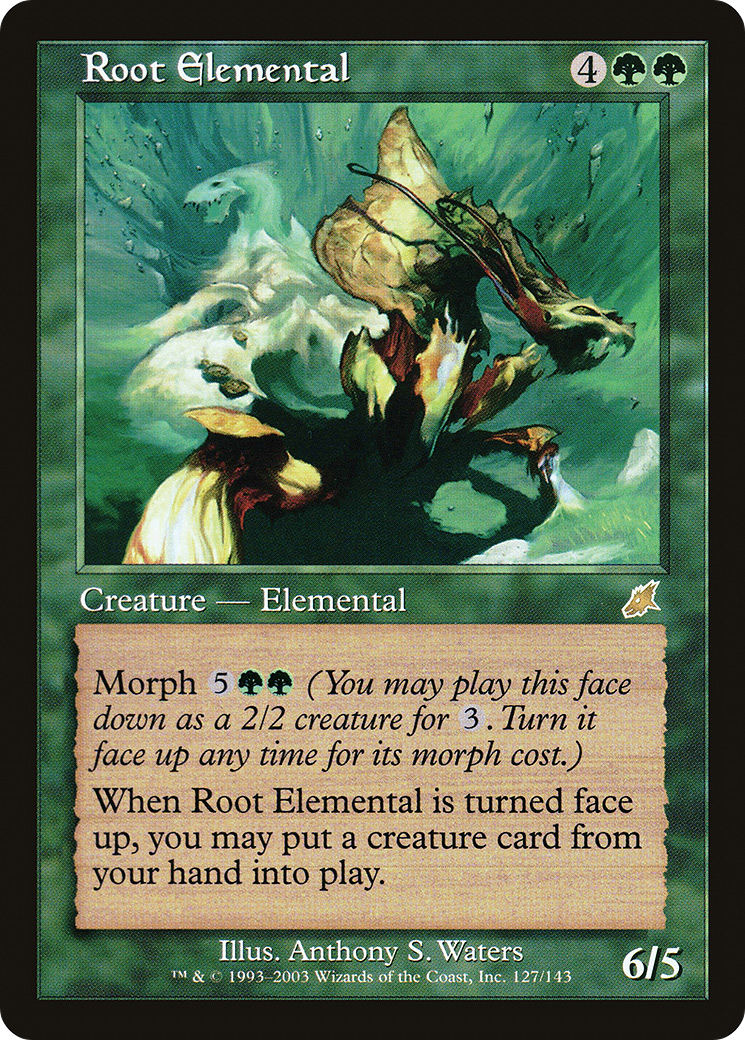 Root Elemental 4
Creature — Elemental
Morph 5 (You may play this face
down as a 2/2 creature for 3. Turn it
face up any time for its morph cost.)
When Root Elemental is turned face
up, you may put a creature card from
your hand into play.
Illus. Anthony S. Waters
™ & © 1993–2003 Wizards of the Coast, Inc. 127/143
6/5